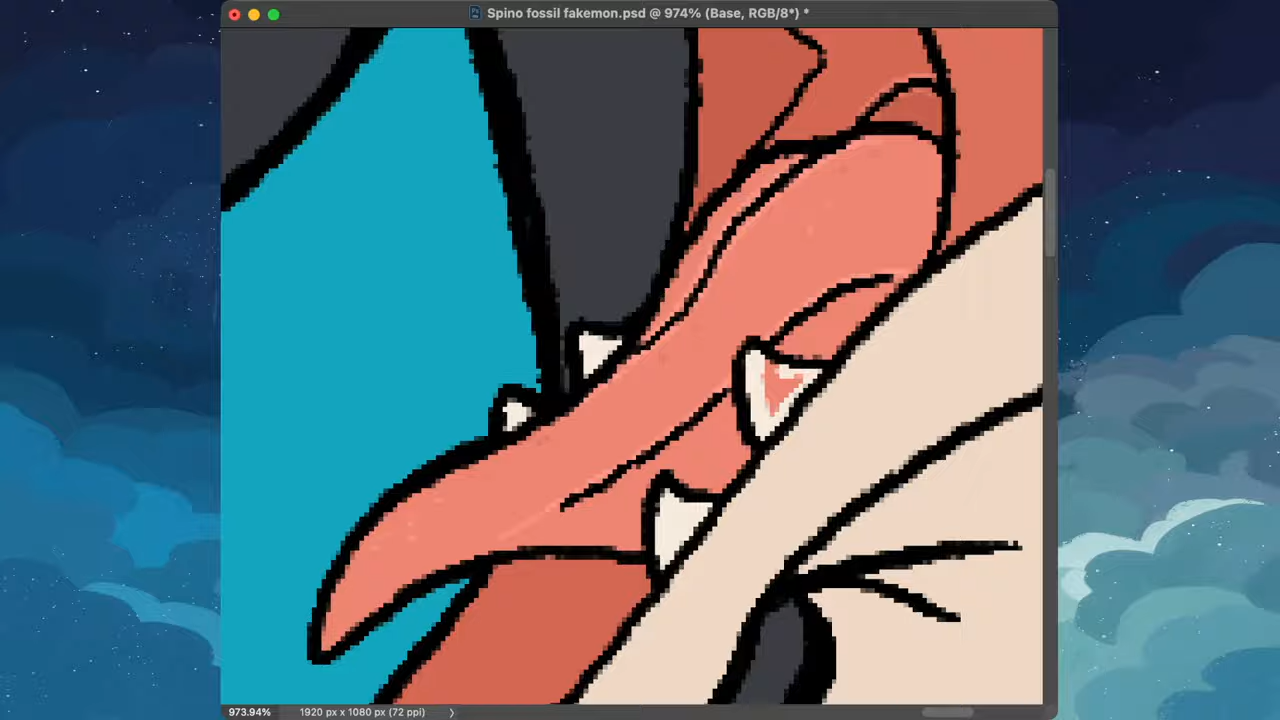 Spino fossil fakemon.psd @ 974% (Base, RGB/8*) *
973.94% 1920 px x 1080 px (72 ppi)